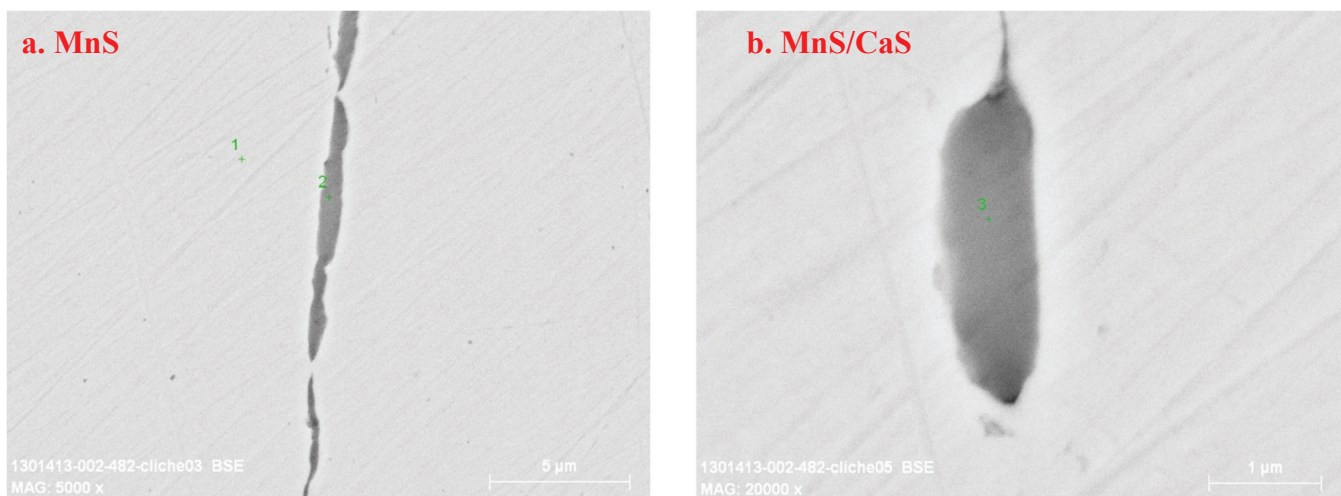 a. MnS
1
2
1301413-002-482-cliche03 BSE
MAG: 5000 x
5 µm
b. MnS/CaS
3
1301413-002-482-cliche05 BSE
MAG: 20000 x
1 µm